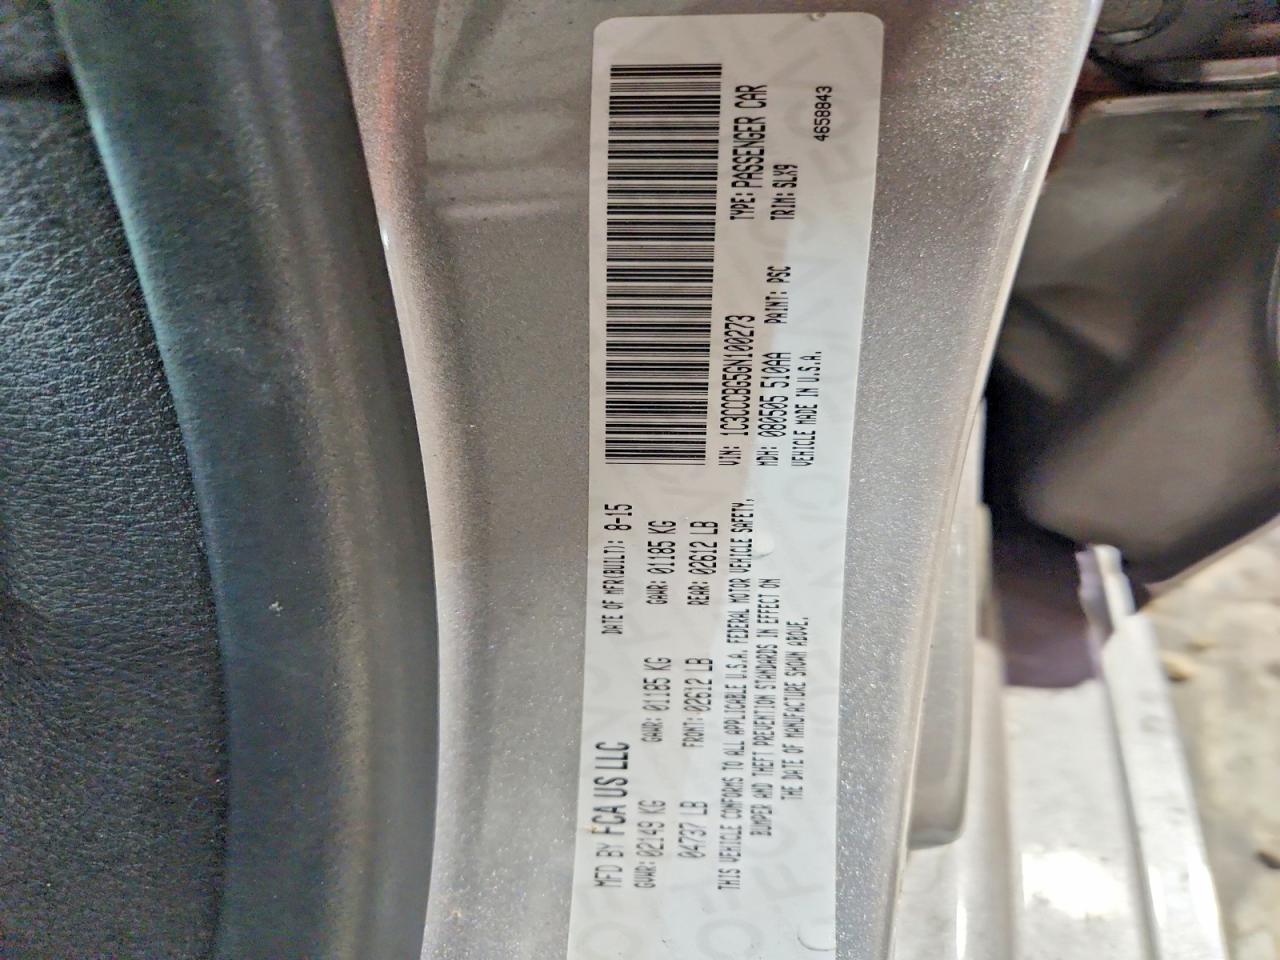 MFD BY FCA US LLC
DATE OF MFR(BUILT): 8-15
GVWR: 02149 KG
GAWR: 01185 KG
GAWR: 01185 KG
04737 LB
FRONT: 02612 LB
REAR: 02612 LB
THIS VEHICLE CONFORMS TO ALL APPLICABLE U.S.A. FEDERAL MOTOR VEHICLE SAFETY,
BUMPER AND THEFT PREVENTION STANDARDS IN EFFECT ON
THE DATE OF MANUFACTURE SHOWN ABOVE.
VIN: 1C3CCCBG5GN100273
TYPE: PASSENGER CAR
MDH: 080505 510AA
PAINT: PSC
TRIM: SLX9
VEHICLE MADE IN U.S.A.
4658843